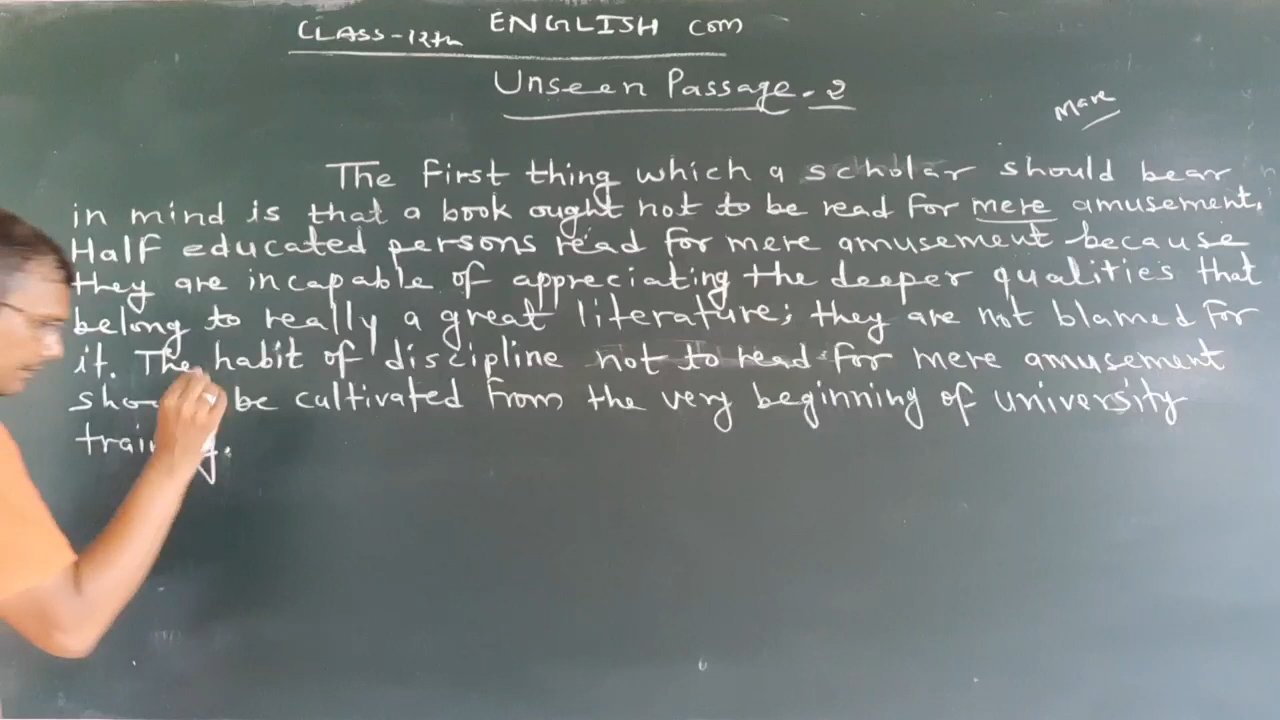 CLASS-12th ENGLISH COM
Unseen Passage - 2
Mare
The first thing which a scholar should bear
in mind is that a book ought not to be read for mere amusement.
Half educated persons read for mere amusement because
they are incapable of appreciating the deeper qualities that
belong to really a great literature; they are not blamed for
it. The habit of discipline not to read for mere amusement
be cultivated from the very beginning of university